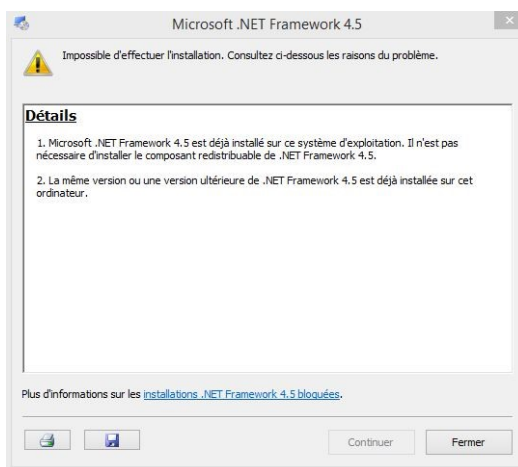 Microsoft .NET Framework 4.5
Impossible d'effectuer l'installation. Consultez ci-dessous les raisons du problème.
Détails
1. Microsoft .NET Framework 4.5 est déjà installé sur ce système d'exploitation. Il n'est pas
nécessaire d'installer le composant redistribuable de .NET Framework 4.5.
2. La même version ou une version ultérieure de .NET Framework 4.5 est déjà installée sur cet
ordinateur.
Plus d'informations sur les installations .NET Framework 4.5 bloquées.
Continuer
Fermer